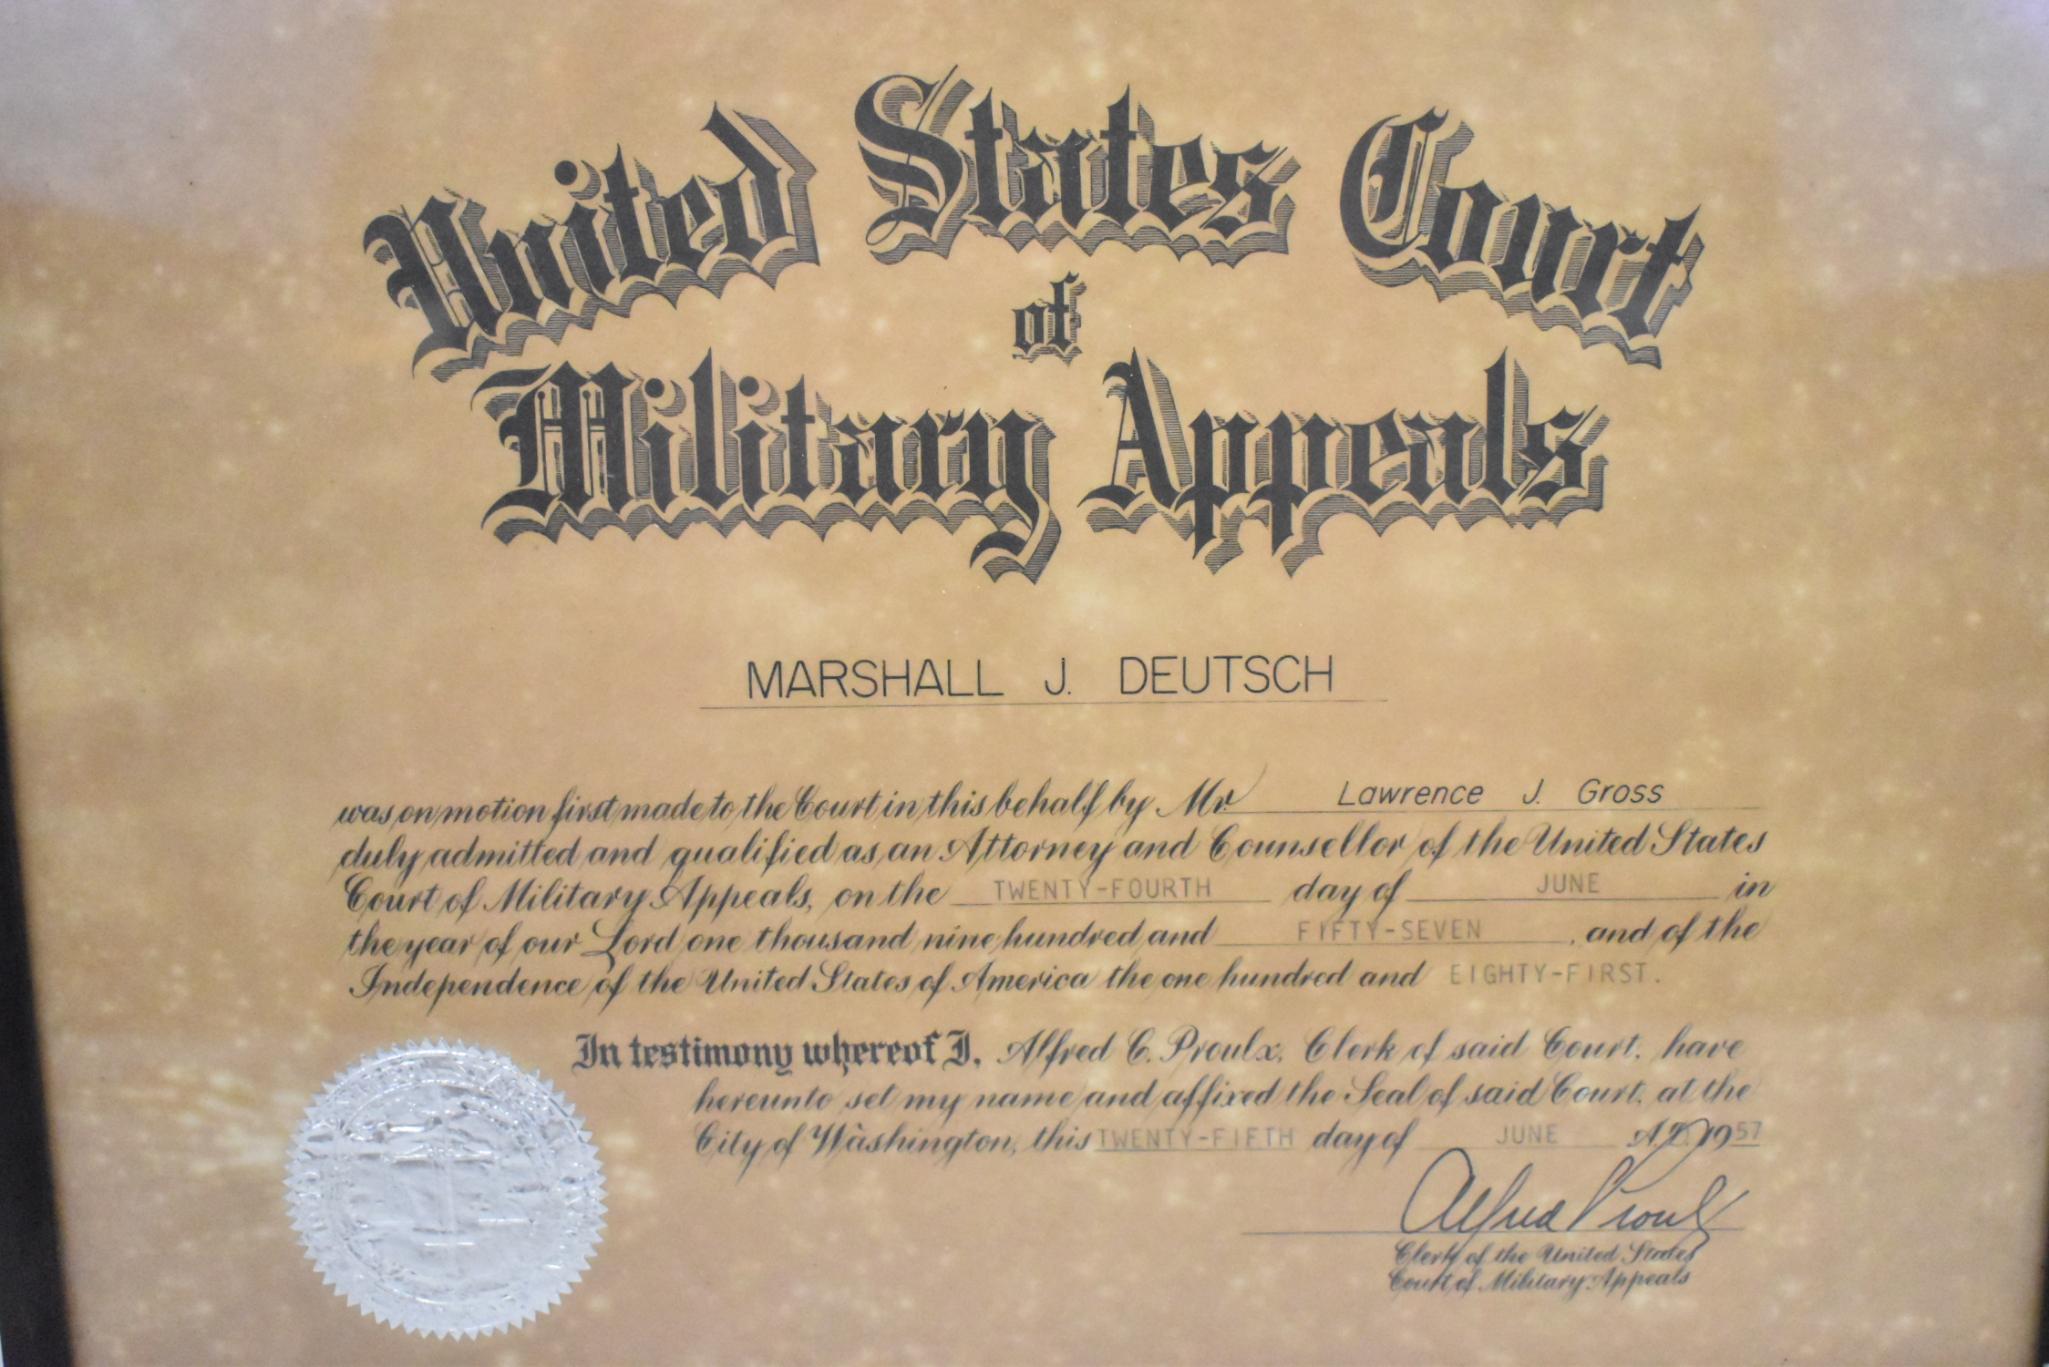 United States Court
of
Military Appeals
MARSHALL J. DEUTSCH
was on motion first made to the Court in this behalf by Mr. Lawrence J. Gross
duly admitted and qualified as an Attorney and Counsellor of the United States
Court of Military Appeals, on the TWENTY-FOURTH day of JUNE in
the year of our Lord one thousand nine hundred and FIFTY-SEVEN, and of the
Independence of the United States of America the one hundred and EIGHTY-FIRST.
In testimony whereof I, Alfred C. Proulx, Clerk of said Court, have
hereunto set my name and affixed the Seal of said Court, at the
City of Washington, this TWENTY-FIFTH day of JUNE A.D. 1957
Alfred Proulx
Clerk of the United States
Court of Military Appeals